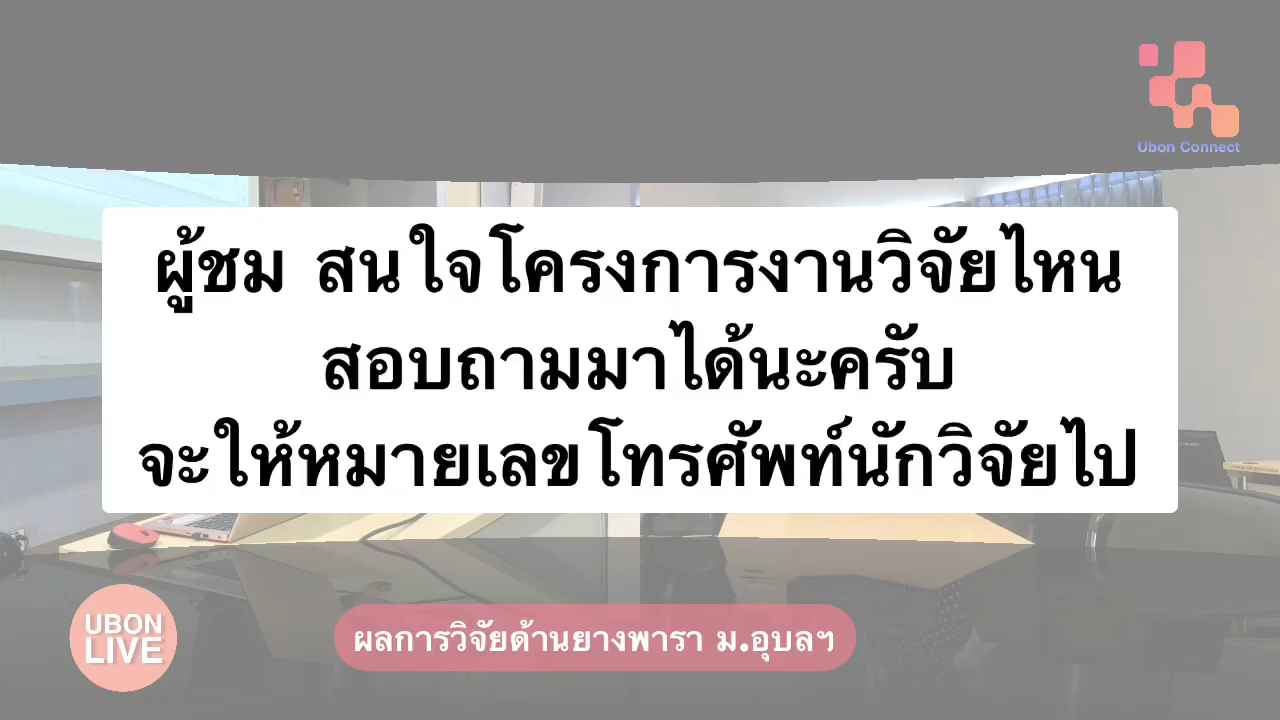 Ubon Connect
ผู้ชม สนใจโครงการงานวิจัยไหน
สอบถามมาได้นะครับ
จะให้หมายเลขโทรศัพท์นักวิจัยไป
UBON
LIVE
ผลการวิจัยด้านยางพารา ม.อุบลฯ